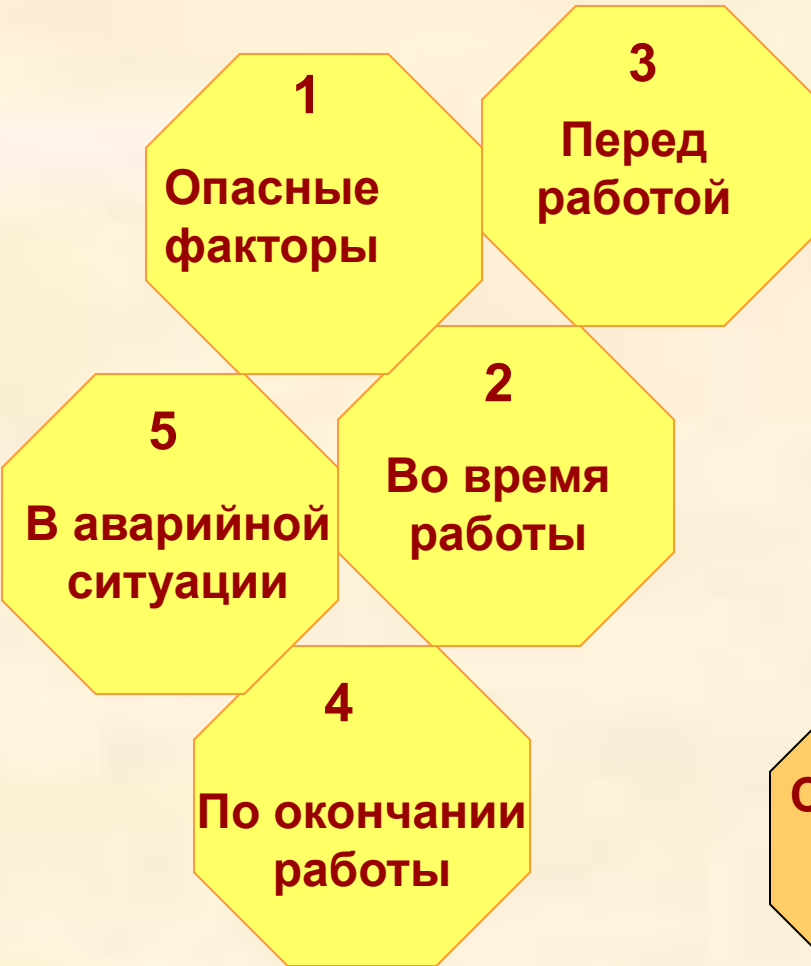 1
Опасные
факторы
3
Перед
работой
2
Во время
работы
5
В аварийной
ситуации
4
По окончании
работы